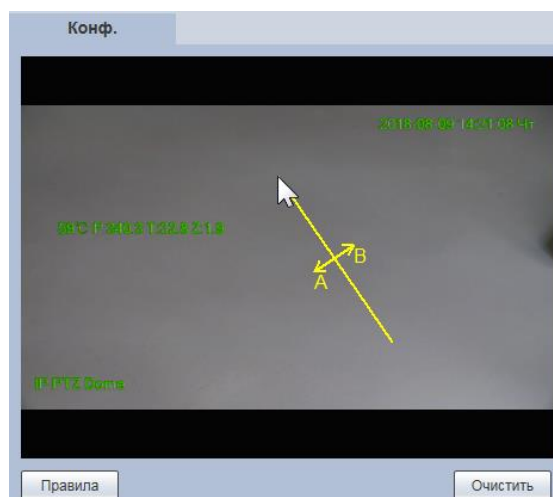 Конф.
2018-08-09 14:21:08 Чт
B
A
IP PTZ Dome
Правила
Очистить